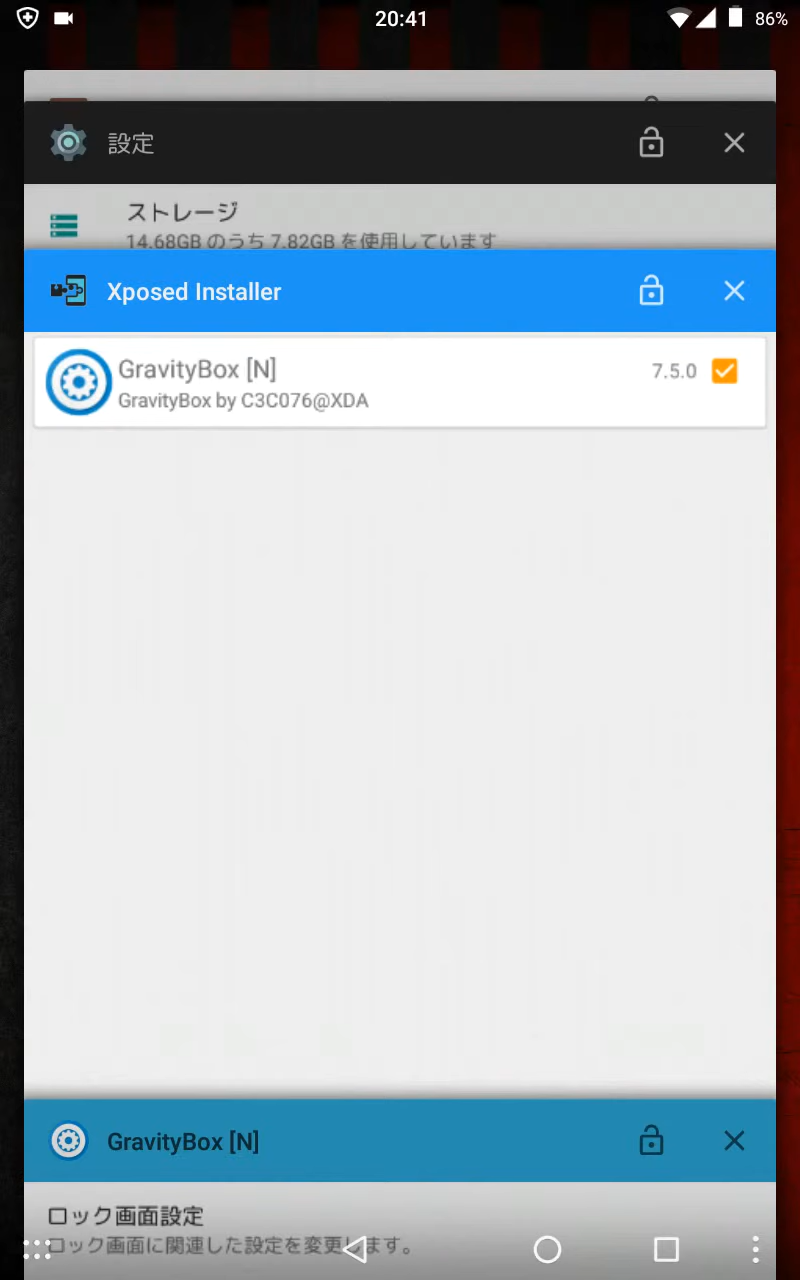 20:41
86%
設定
ストレージ
14.68GB のうち 7.82GB を使用しています
Xposed Installer
GravityBox [N]
7.5.0
GravityBox by C3C076@XDA
GravityBox [N]
ロック画面設定
ロック画面に関連した設定を変更します。